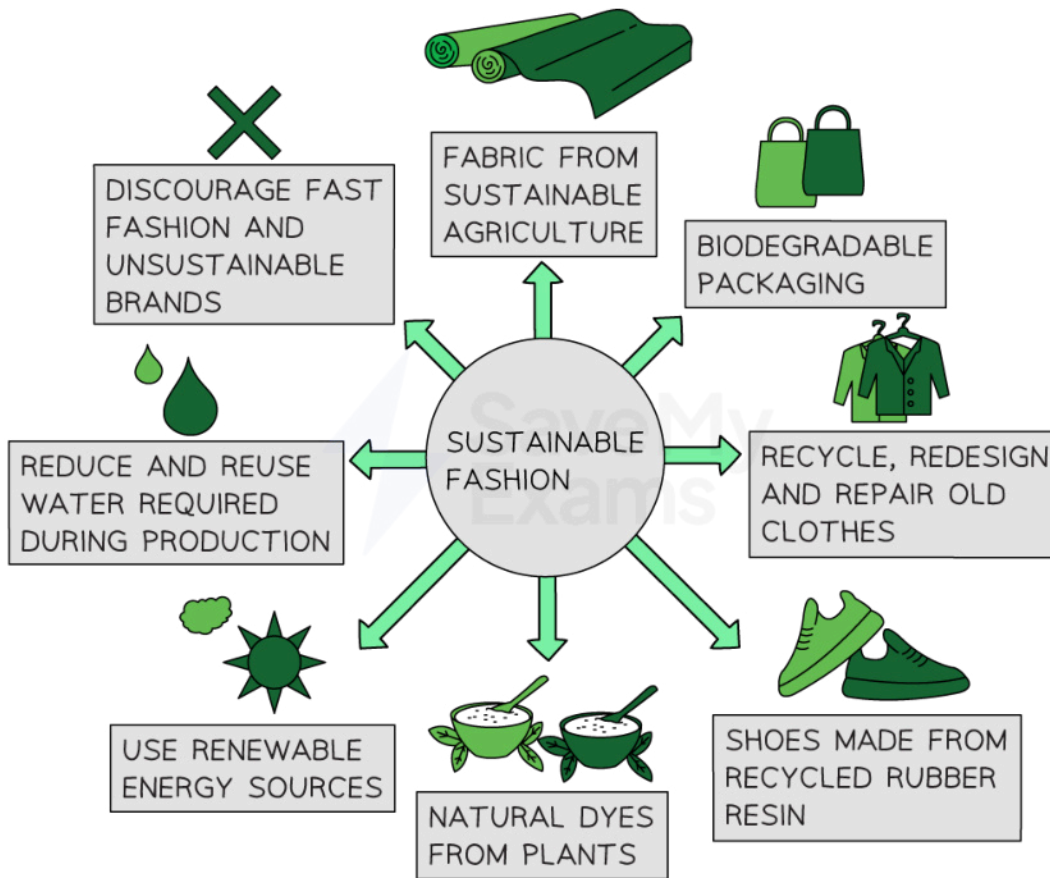 FABRIC FROM
SUSTAINABLE
AGRICULTURE
DISCOURAGE FAST
FASHION AND
UNSUSTAINABLE
BRANDS
BIODEGRADABLE
PACKAGING
SUSTAINABLE
FASHION
SaveMy
Exams
REDUCE AND REUSE
WATER REQUIRED
DURING PRODUCTION
RECYCLE, REDESIGN
AND REPAIR OLD
CLOTHES
USE RENEWABLE
ENERGY SOURCES
NATURAL DYES
FROM PLANTS
SHOES MADE FROM
RECYCLED RUBBER
RESIN